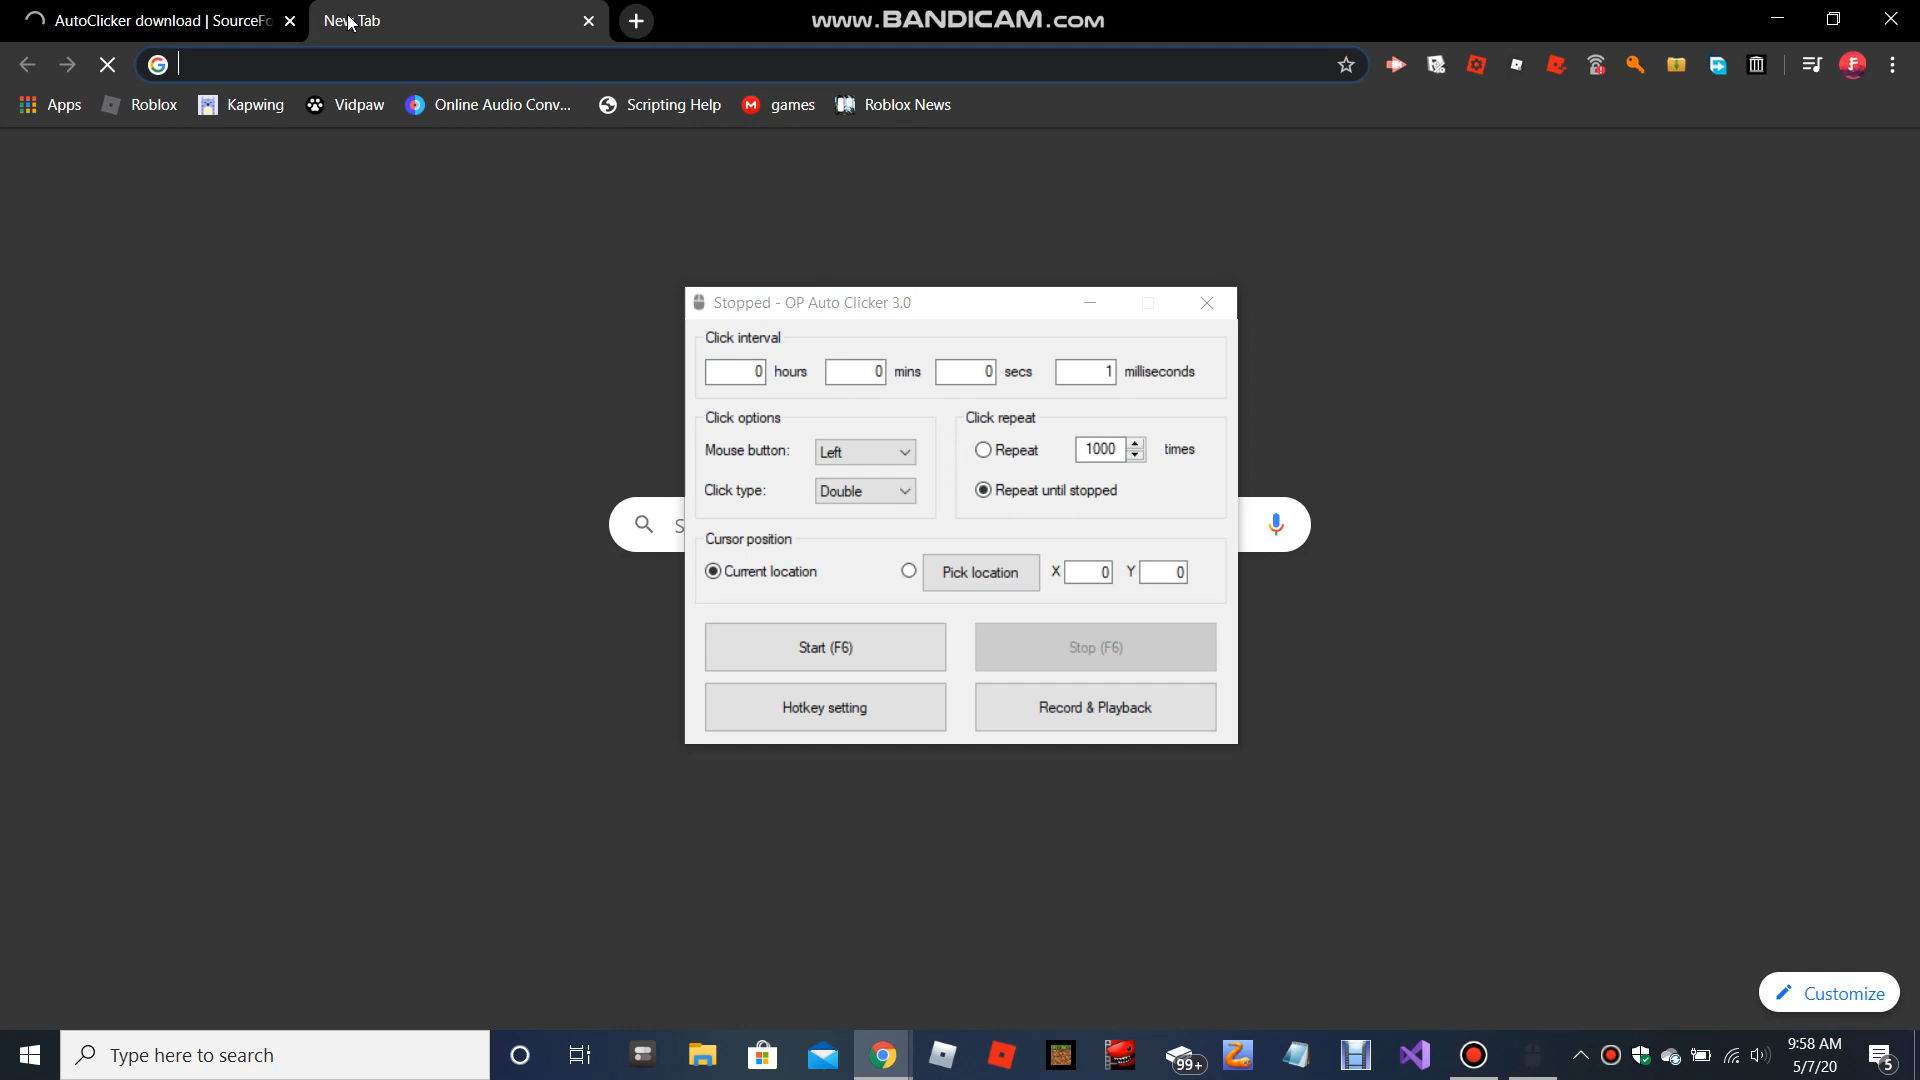 AutoClicker download | SourceFo
New Tab
www.BANDICAM.com
Apps
Roblox
Kapwing
Vidpaw
Online Audio Conv...
Scripting Help
games
Roblox News
Stopped - OP Auto Clicker 3.0
Click interval
0 hours 0 mins 0 secs 1 milliseconds
Click options
Mouse button: Left
Click type: Double
Click repeat
Repeat 1000 times
Repeat until stopped
S
Cursor position
Current location
Pick location X 0 Y 0
Start (F6)
Stop (F6)
Hotkey setting
Record & Playback
Customize
Type here to search
99+
9:58 AM
5/7/20
5